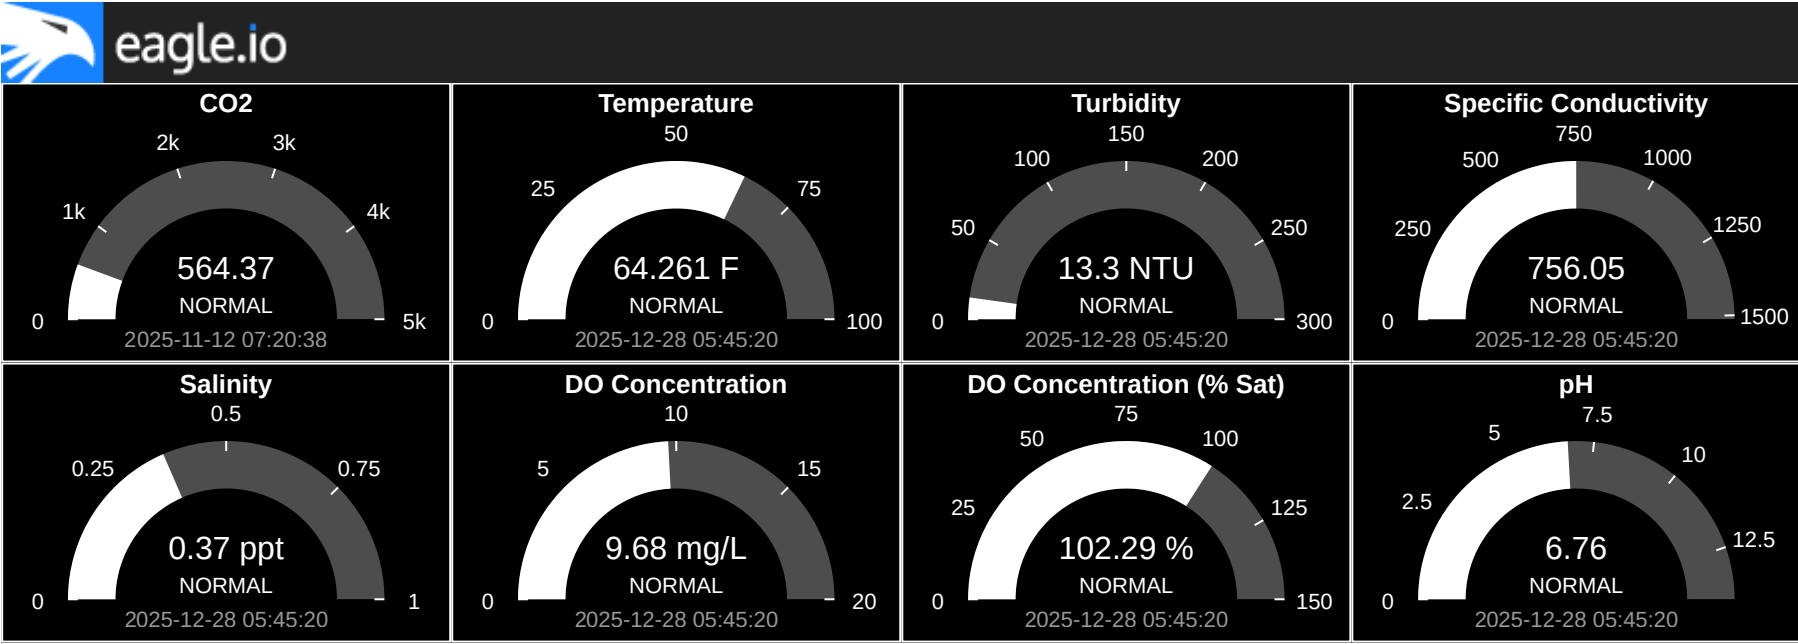 eagle.io
CO2
0
1k
2k
3k
4k
5k
564.37
NORMAL
2025-11-12 07:20:38
Temperature
0
25
50
75
100
64.261 F
NORMAL
2025-12-28 05:45:20
Turbidity
0
50
100
150
200
250
300
13.3 NTU
NORMAL
2025-12-28 05:45:20
Specific Conductivity
0
250
500
750
1000
1250
1500
756.05
NORMAL
2025-12-28 05:45:20
Salinity
0
0.25
0.5
0.75
1
0.37 ppt
NORMAL
2025-12-28 05:45:20
DO Concentration
0
5
10
15
20
9.68 mg/L
NORMAL
2025-12-28 05:45:20
DO Concentration (% Sat)
0
25
50
75
100
125
150
102.29 %
NORMAL
2025-12-28 05:45:20
pH
0
2.5
5
7.5
10
12.5
6.76
NORMAL
2025-12-28 05:45:20